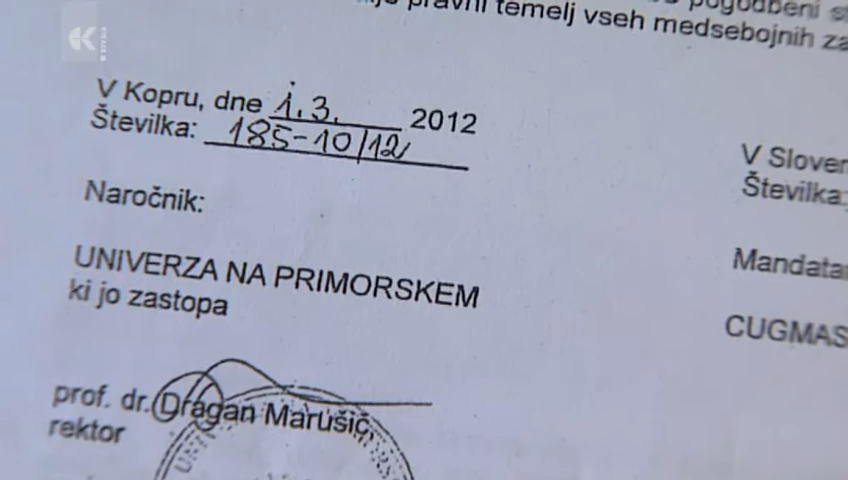 pravni temelj vseh medsebojnih
pogodbeni
V Kopru, dne 1.3. 2012
Številka: 185-10/12
Naročnik:
UNIVERZA NA PRIMORSKEM
ki jo zastopa
prof. dr. Dragan Marušič
rektor
V Sloven
Številka:
Mandata
CUGMAS